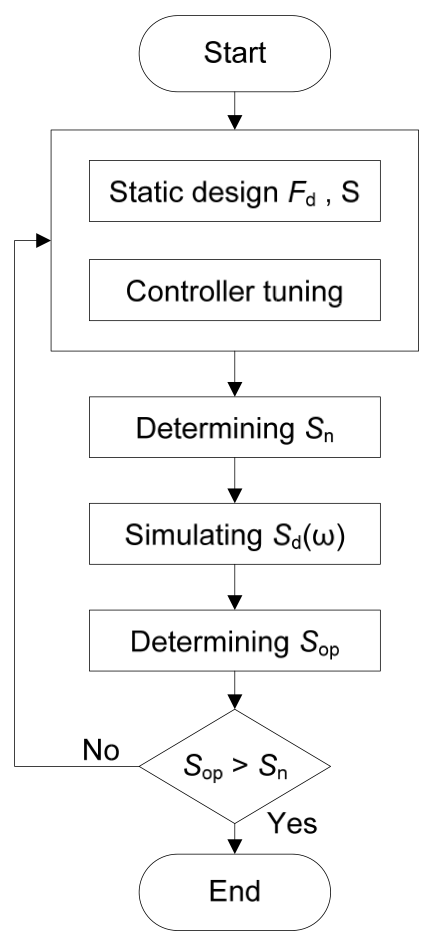 Start
Static design Fd , S
Controller tuning
Determining Sn
Simulating Sd(ω)
Determining Sop
Sop > Sn
No
Yes
End